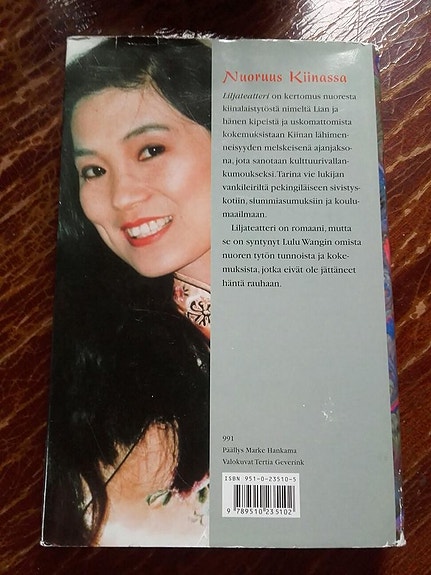 Nuoruus Kiinassa
Liljateatteri on kertomus nuoresta
kiinalaistytöstä nimeltä Lian ja
hänen kipeistä ja uskomattomista
kokemuksistaan Kiinan lähimen-
neisyyden melskeisenä ajanjakso-
na, jota sanotaan kulttuurivallan-
kumoukseksi. Tarina vie lukijan
vankileiriltä pekingiläiseen sivistys-
kotiin, slummiasumuksiin ja koulu-
maailmaan.
Liljateatteri on romaani, mutta
se on syntynyt Lulu Wangin omista
nuoren tytön tunnoista ja koke-
muksista, jotka eivät ole jättäneet
häntä rauhaan.
991
Päällys Marke Hankama
Valokuvat Tertia Geverink
ISBN 951-0-23510-5
9 789510 235102